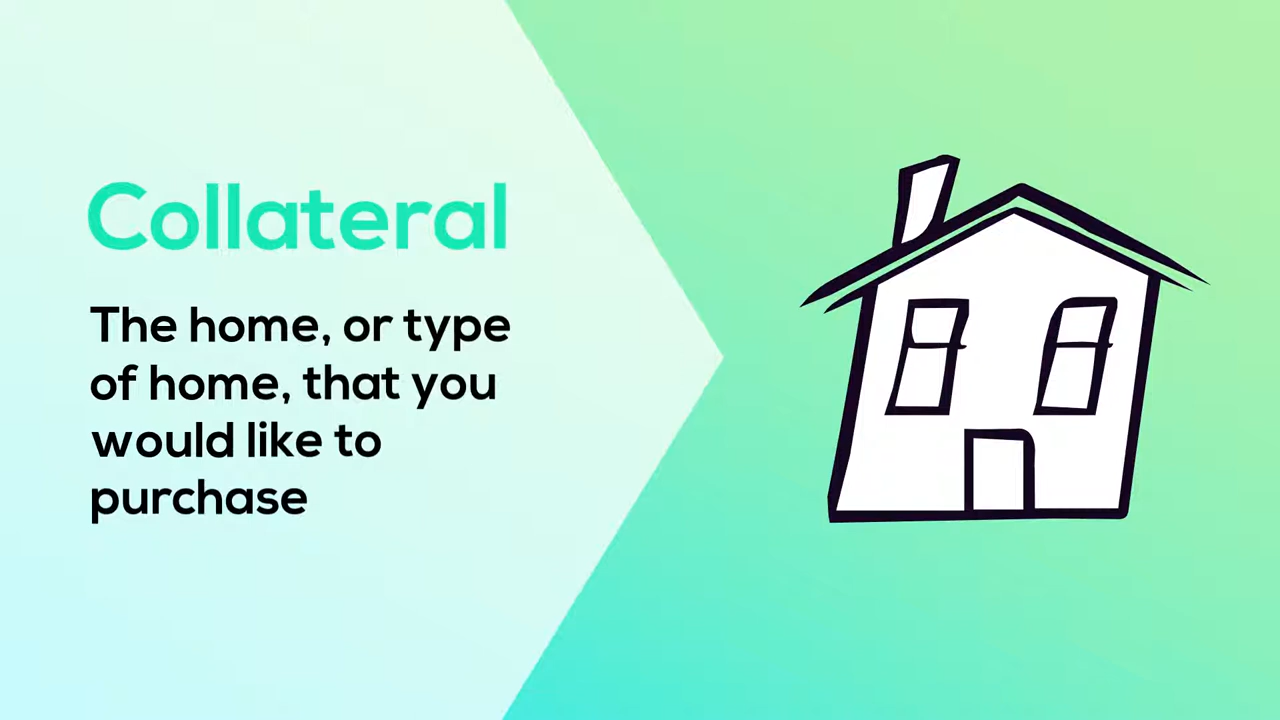 Collateral
The home, or type
of home, that you
would like to
purchase